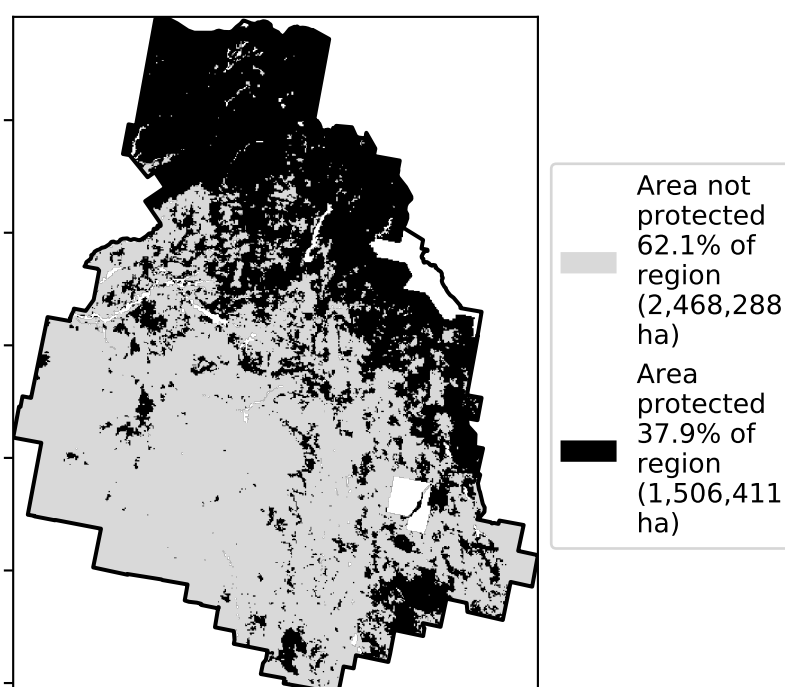 Area not
protected
62.1% of
region
(2,468,288
ha)
Area
protected
37.9% of
region
(1,506,411
ha)